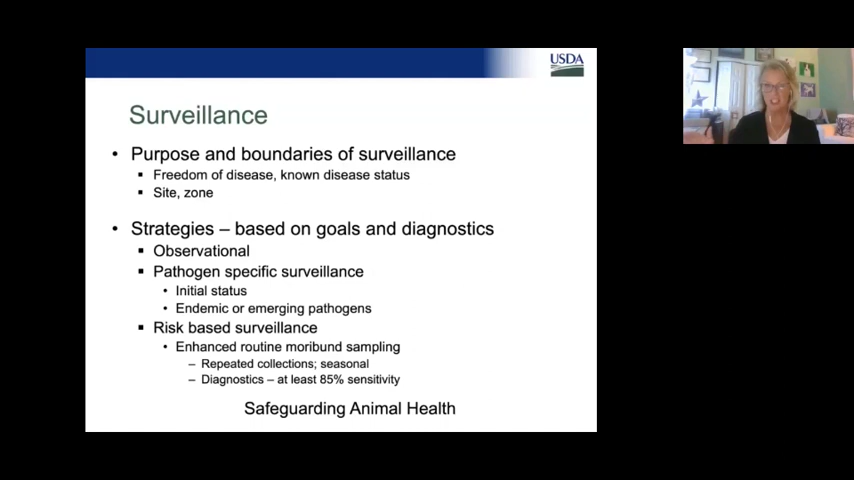 USDA
Surveillance
• Purpose and boundaries of surveillance
▪ Freedom of disease, known disease status
▪ Site, zone
• Strategies – based on goals and diagnostics
▪ Observational
▪ Pathogen specific surveillance
• Initial status
• Endemic or emerging pathogens
▪ Risk based surveillance
• Enhanced routine moribund sampling
– Repeated collections; seasonal
– Diagnostics – at least 85% sensitivity
Safeguarding Animal Health